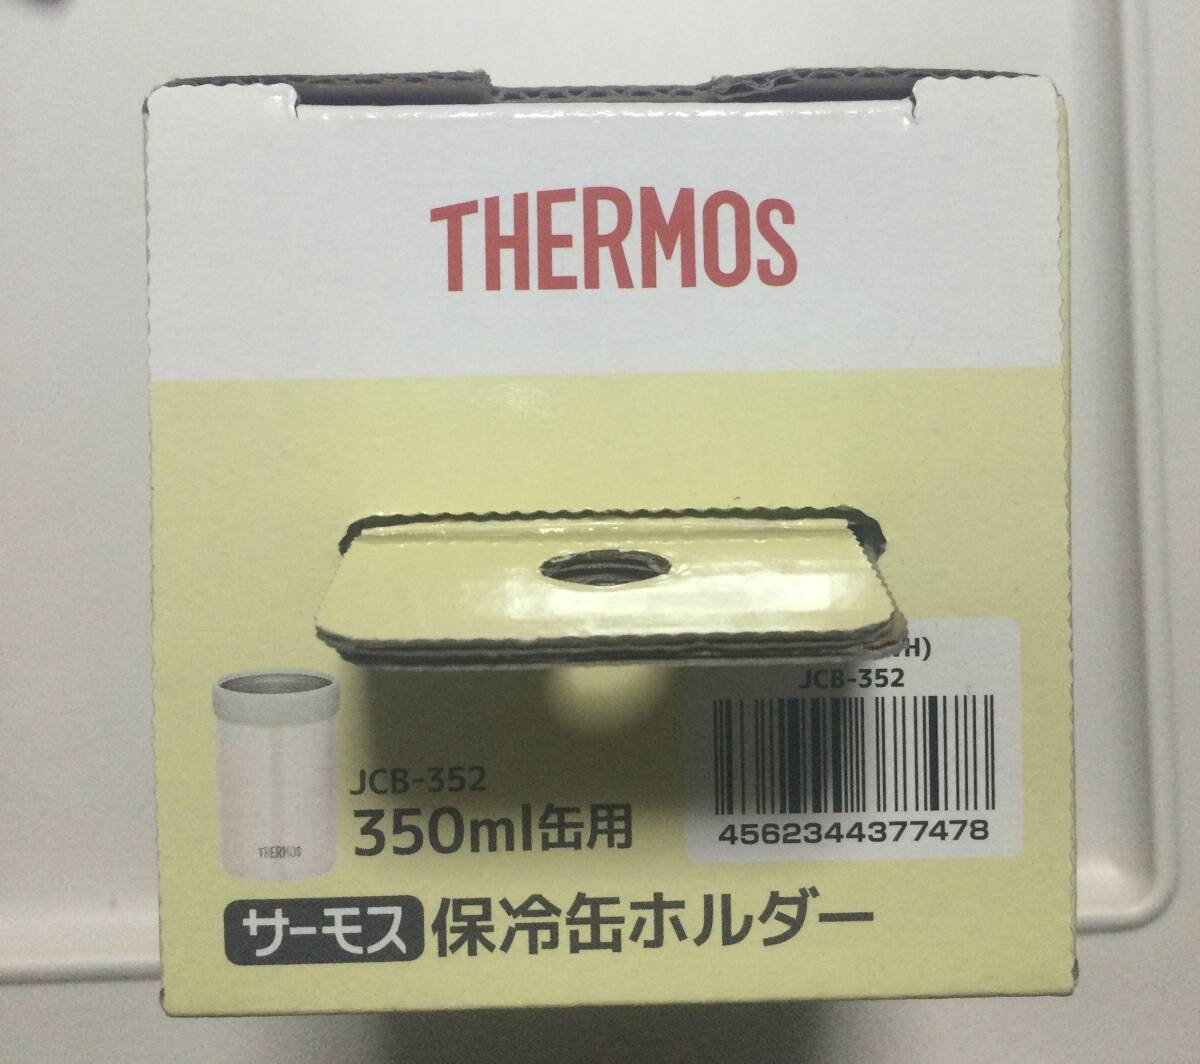 THERMOS
H)
JCB-352
4562344377478
THERMOS
JCB-352
350ml缶用
サーモス 保冷缶ホルダー